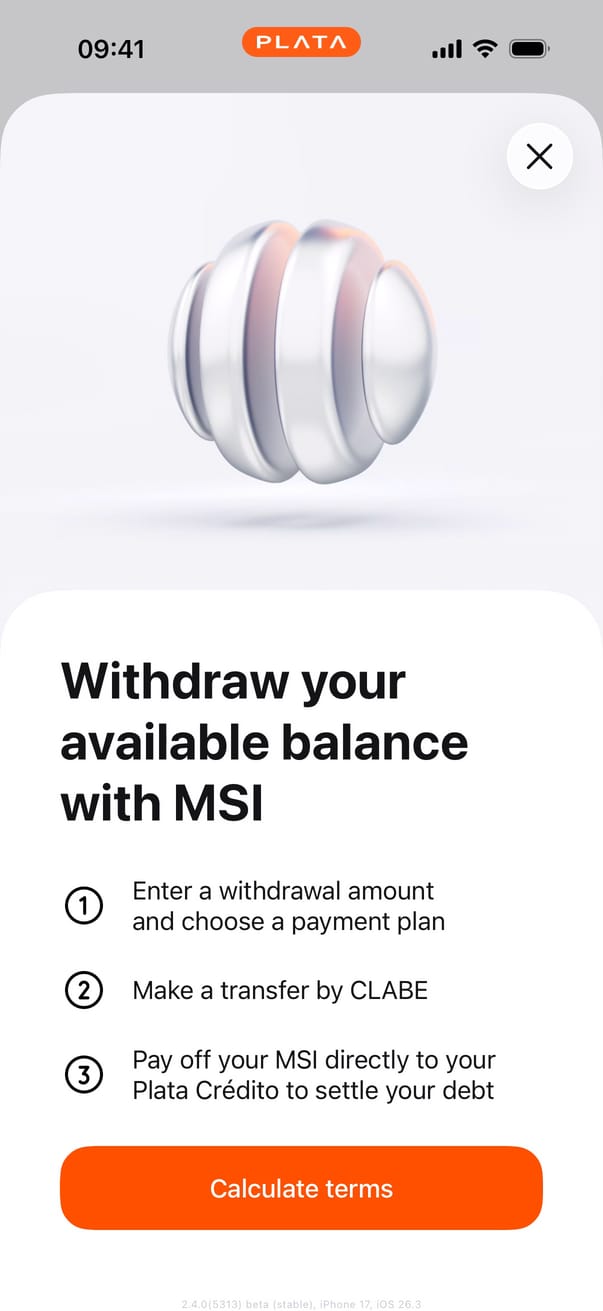 09:41
PLATA
Withdraw your
available balance
with MSI
1
Enter a withdrawal amount
and choose a payment plan
2
Make a transfer by CLABE
3
Pay off your MSI directly to your
Plata Crédito to settle your debt
Calculate terms
2.4.0(5313) beta (stable), iPhone 17, iOS 26.3